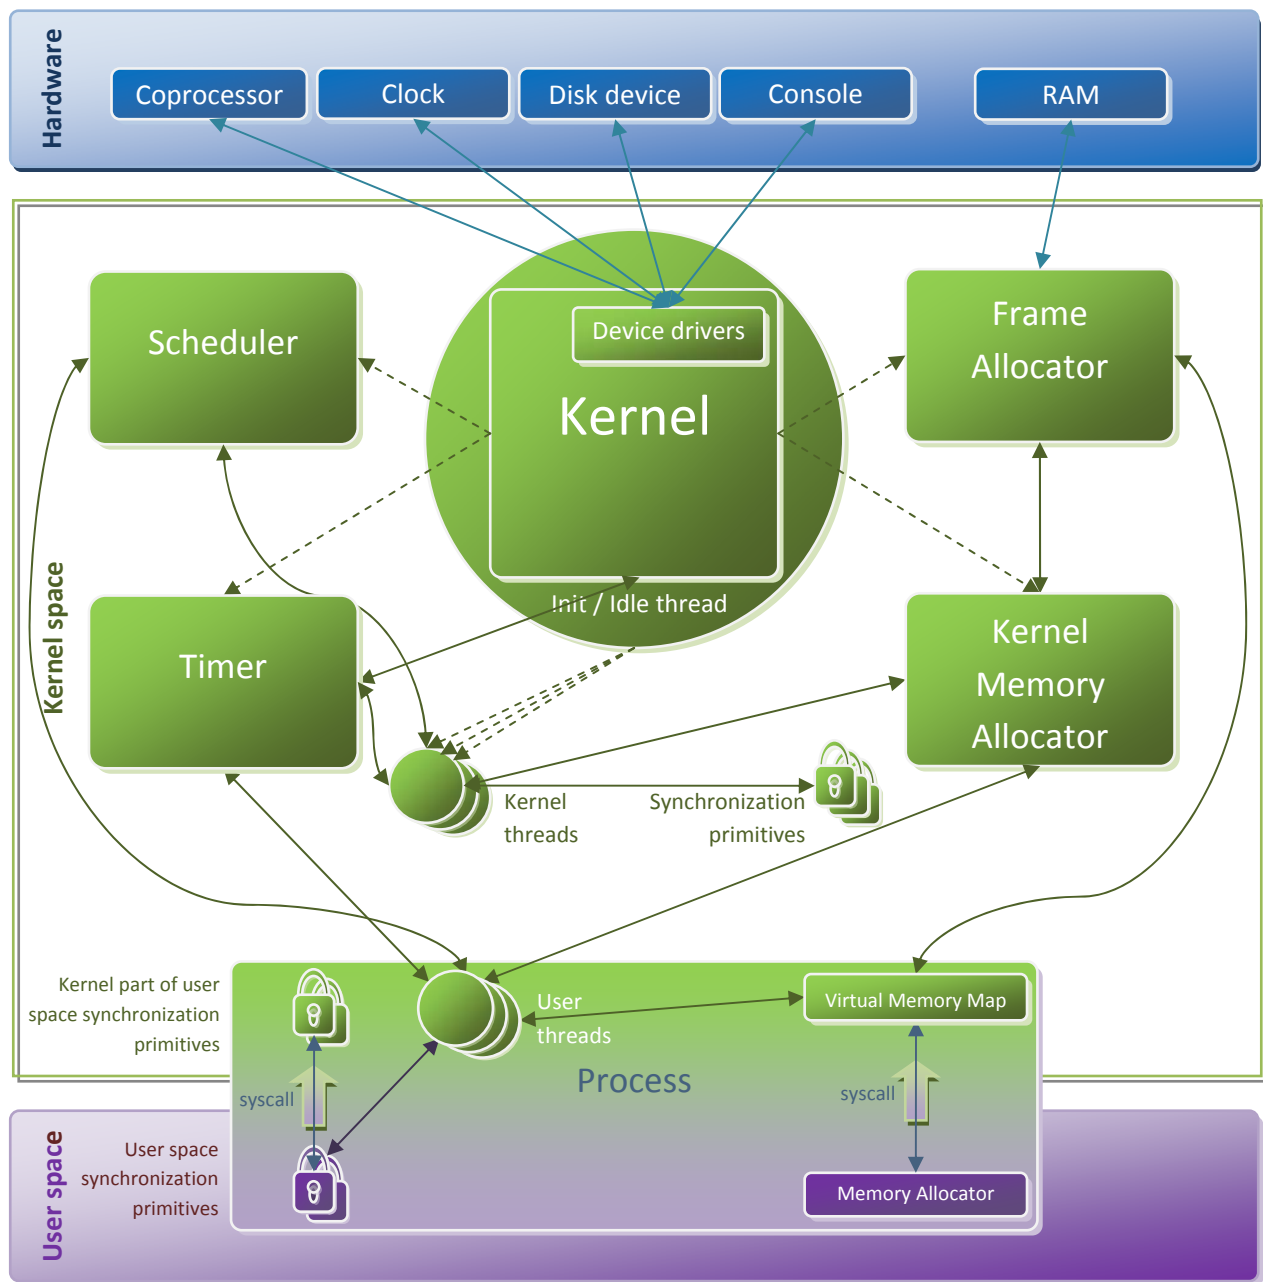 Hardware
Coprocessor
Clock
Disk device
Console
RAM
Kernel space
Scheduler
Device drivers
Kernel
Init / Idle thread
Frame
Allocator
Timer
Kernel
Memory
Allocator
Kernel
threads
Synchronization
primitives
Kernel part of user
space synchronization
primitives
User
threads
Virtual Memory Map
Process
syscall
syscall
User space
User space
synchronization
primitives
Memory Allocator